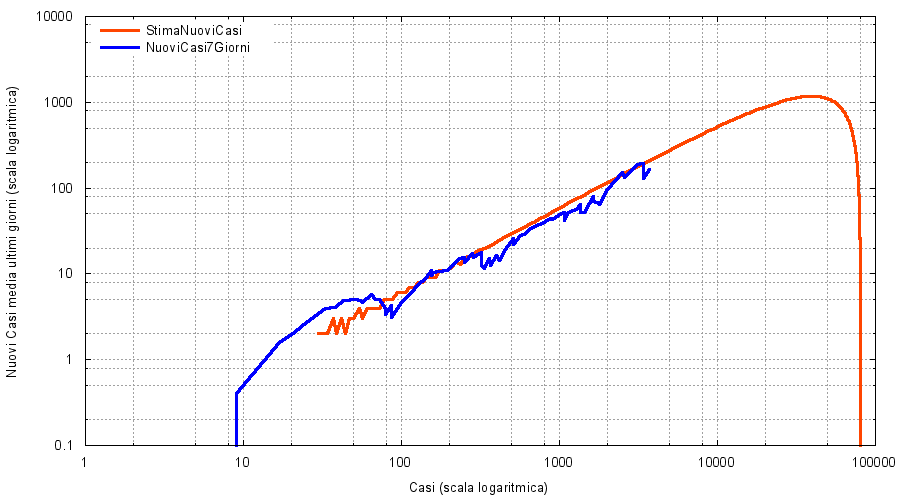 10000
1000
100
10
1
0.1
Nuovi Casi media ultimi giorni (scala logaritmica)
StimaNuoviCasi
NuoviCasi7Giorni
1 10 100 1000 10000 100000
Casi (scala logaritmica)